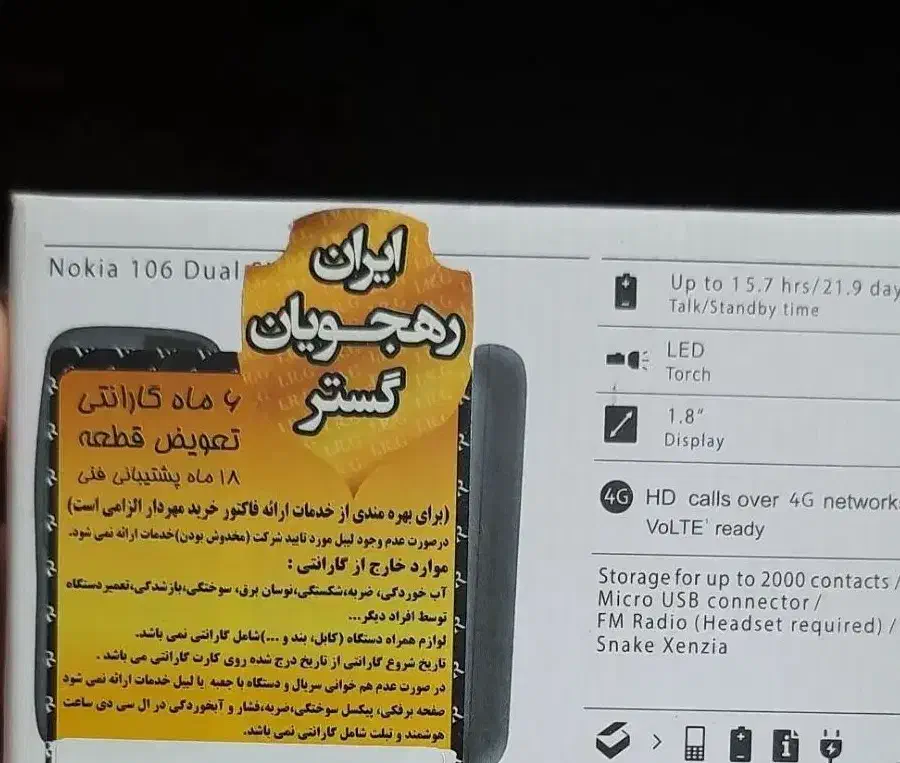 Nokia 106 Dual
ایران
رهجویان
گستر
۶ ماه گارانتی
تعویض قطعه
۱۸ ماه پشتیبانی فنی
(برای بهره مندی از خدمات ارائه فاکتور خرید مهردار الزامی است)
درصورت عدم وجود لیبل مورد تایید شرکت (مخدوش بودن)خدمات ارائه نمی شود.
موارد خارج از گارانتی :
آب خوردگی، ضربه،شکستگی،نوسان برق، سوختگی،بازشدگی،تعمیردستگاه
توسط افراد دیگر...
لوازم همراه دستگاه (کابل، بند و ...)شامل گارانتی نمی باشد.
تاریخ شروع گارانتی از تاریخ درج شده روی کارت گارانتی می باشد .
در صورت عدم هم خوانی سریال و دستگاه با جعبه یا لیبل خدمات ارائه نمی شود
صفحه برفکی، پیکسل سوختگی،ضربه،فشار و آبخوردگی در ال سی دی ساعت
هوشمند و تبلت شامل گارانتی نمی باشد.
Up to 15.7 hrs/21.9 day
Talk/Standby time
LED
Torch
1.8"
Display
4G HD calls over 4G network
VoLTE¹ ready
Storage for up to 2000 contacts /
Micro USB connector /
FM Radio (Headset required) /
Snake Xenzia